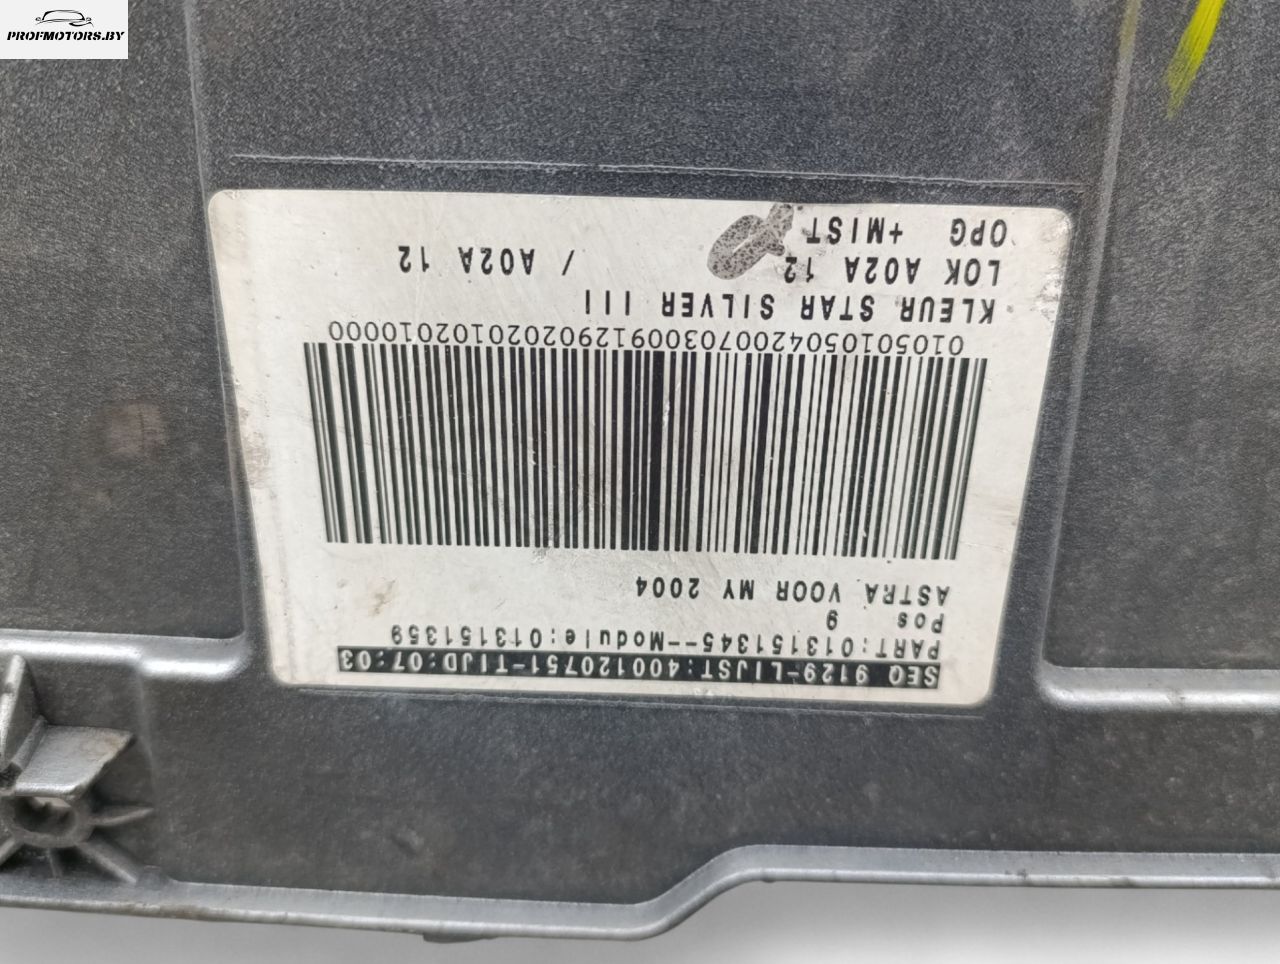 PROFMOTORS.BY
SEQ 9129-LIJST:400120751-TIJD:07:03
PART:013151345--Module:013151359
Pos 9
ASTRA VOOR MY 2004
010501050420070300912902020102010000
KLEUR STAR SILVER III
LOK A02A 12 / A02A 12
OPG +MIST